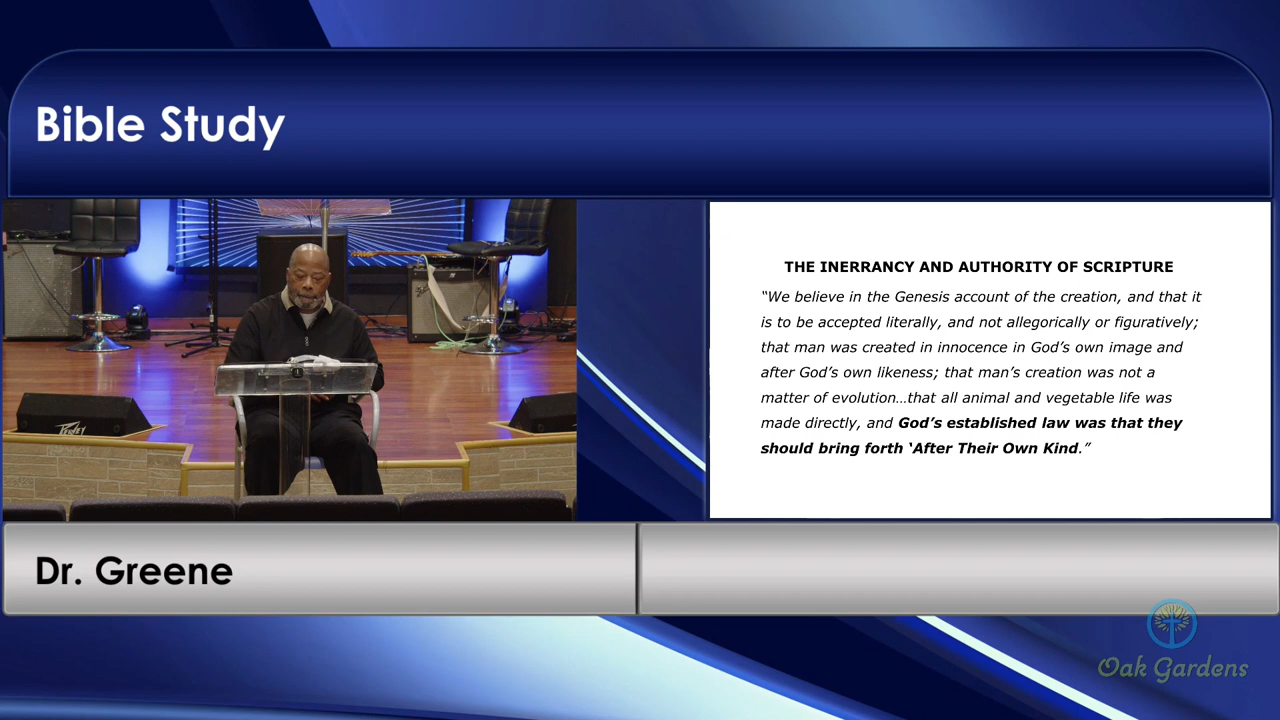 Bible Study
THE INERRANCY AND AUTHORITY OF SCRIPTURE
“We believe in the Genesis account of the creation, and that it
is to be accepted literally, and not allegorically or figuratively;
that man was created in innocence in God’s own image and
after God’s own likeness; that man’s creation was not a
matter of evolution…that all animal and vegetable life was
made directly, and God’s established law was that they
should bring forth ‘After Their Own Kind.”
PEAVEY
Dr. Greene
Oak Gardens